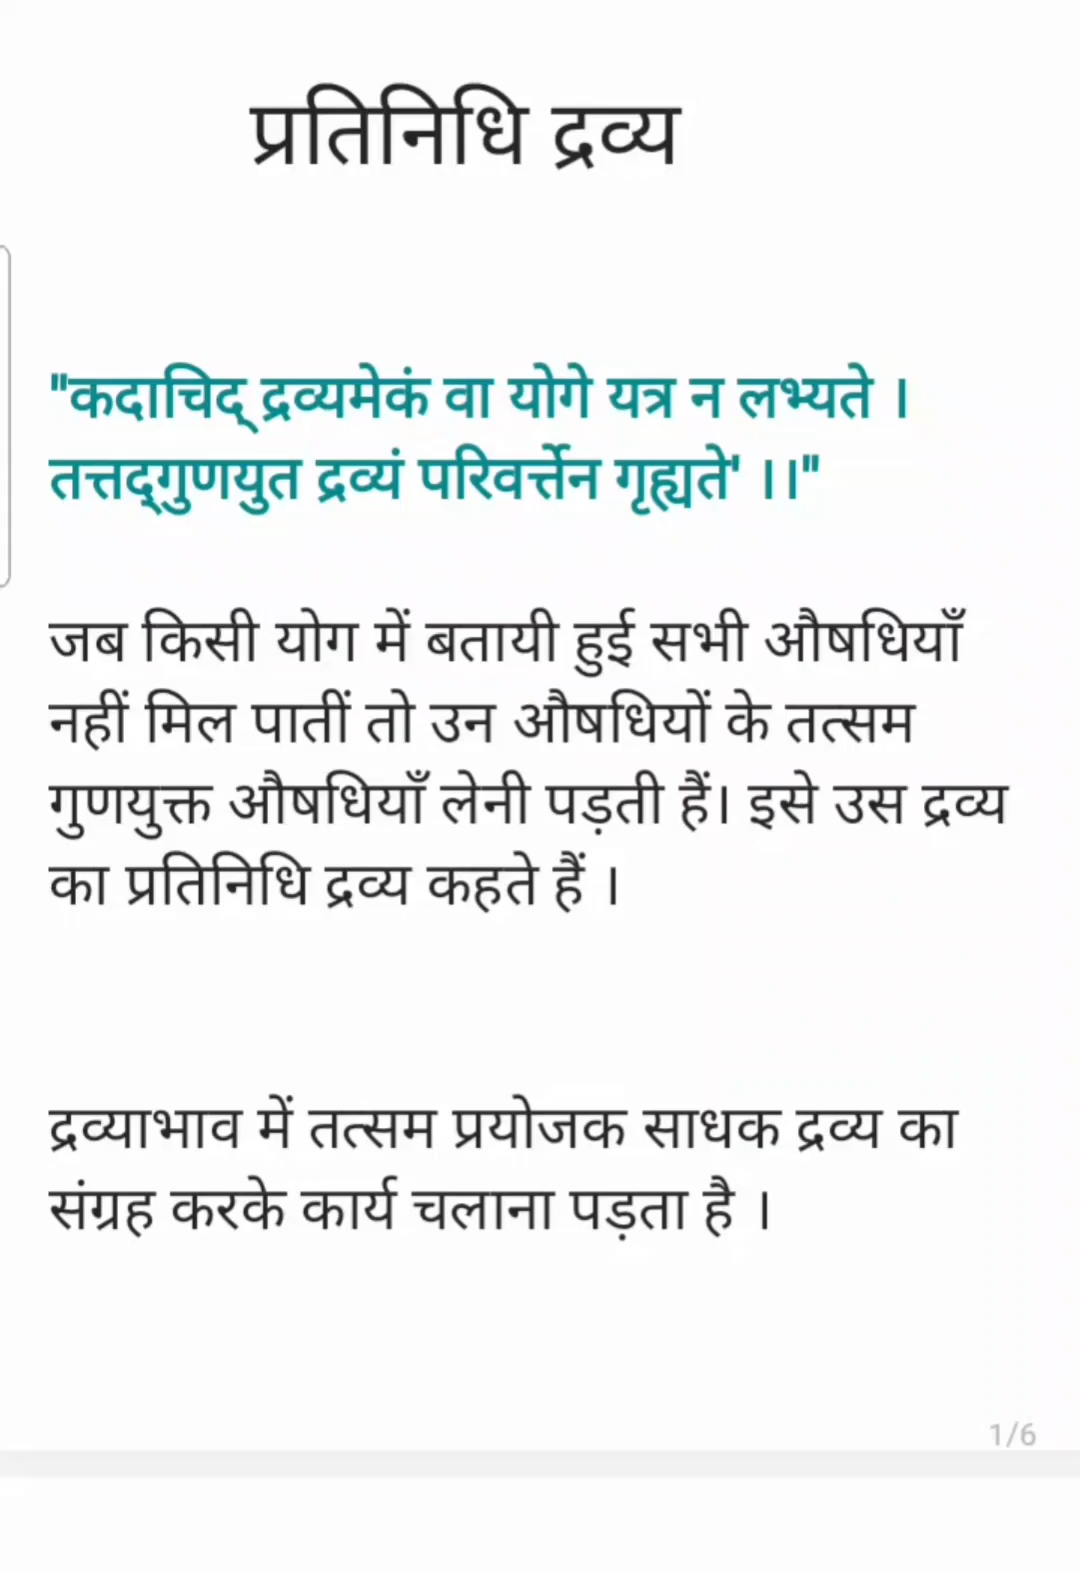 प्रतिनिधि द्रव्य
"कदाचिद् द्रव्यमेकं वा योगे यत्र न लभ्यते ।
तत्तद्गुणयुत द्रव्यं परिवर्त्तेन गृह्यते' ।।"
जब किसी योग में बतायी हुई सभी औषधियाँ
नहीं मिल पातीं तो उन औषधियों के तत्सम
गुणयुक्त औषधियाँ लेनी पड़ती हैं। इसे उस द्रव्य
का प्रतिनिधि द्रव्य कहते हैं ।
द्रव्याभाव में तत्सम प्रयोजक साधक द्रव्य का
संग्रह करके कार्य चलाना पड़ता है ।
1/6